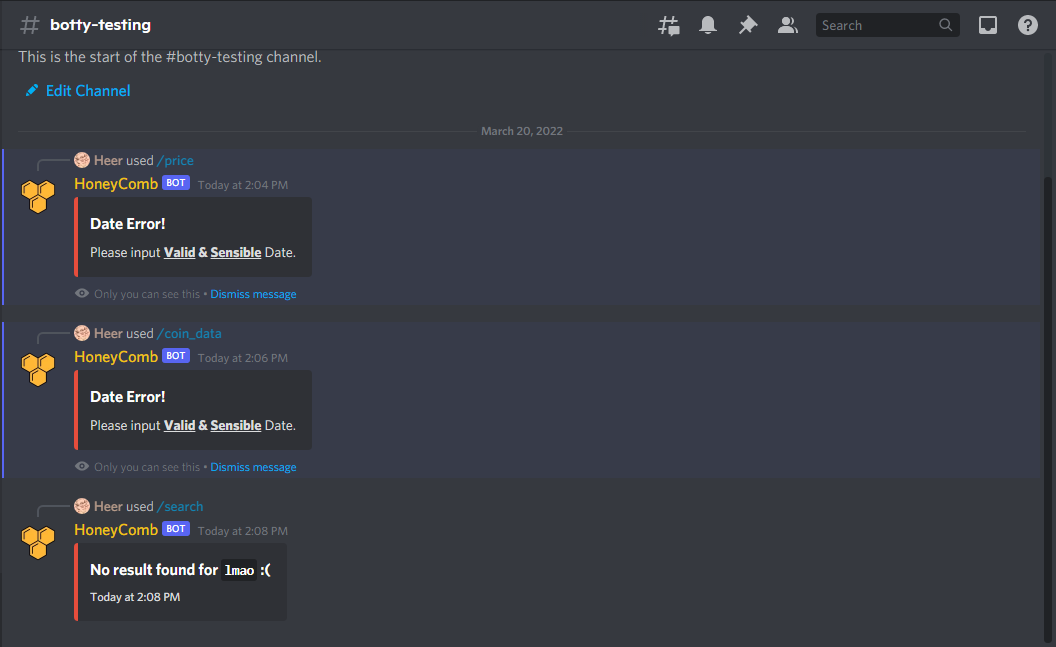 botty-testing
Search
This is the start of the #botty-testing channel.
Edit Channel
March 20, 2022
Heer used /price
HoneyComb BOT Today at 2:04 PM
Date Error!
Please input Valid & Sensible Date.
Only you can see this • Dismiss message
Heer used /coin_data
HoneyComb BOT Today at 2:06 PM
Date Error!
Please input Valid & Sensible Date.
Only you can see this • Dismiss message
Heer used /search
HoneyComb BOT Today at 2:08 PM
No result found for lmao :(
Today at 2:08 PM